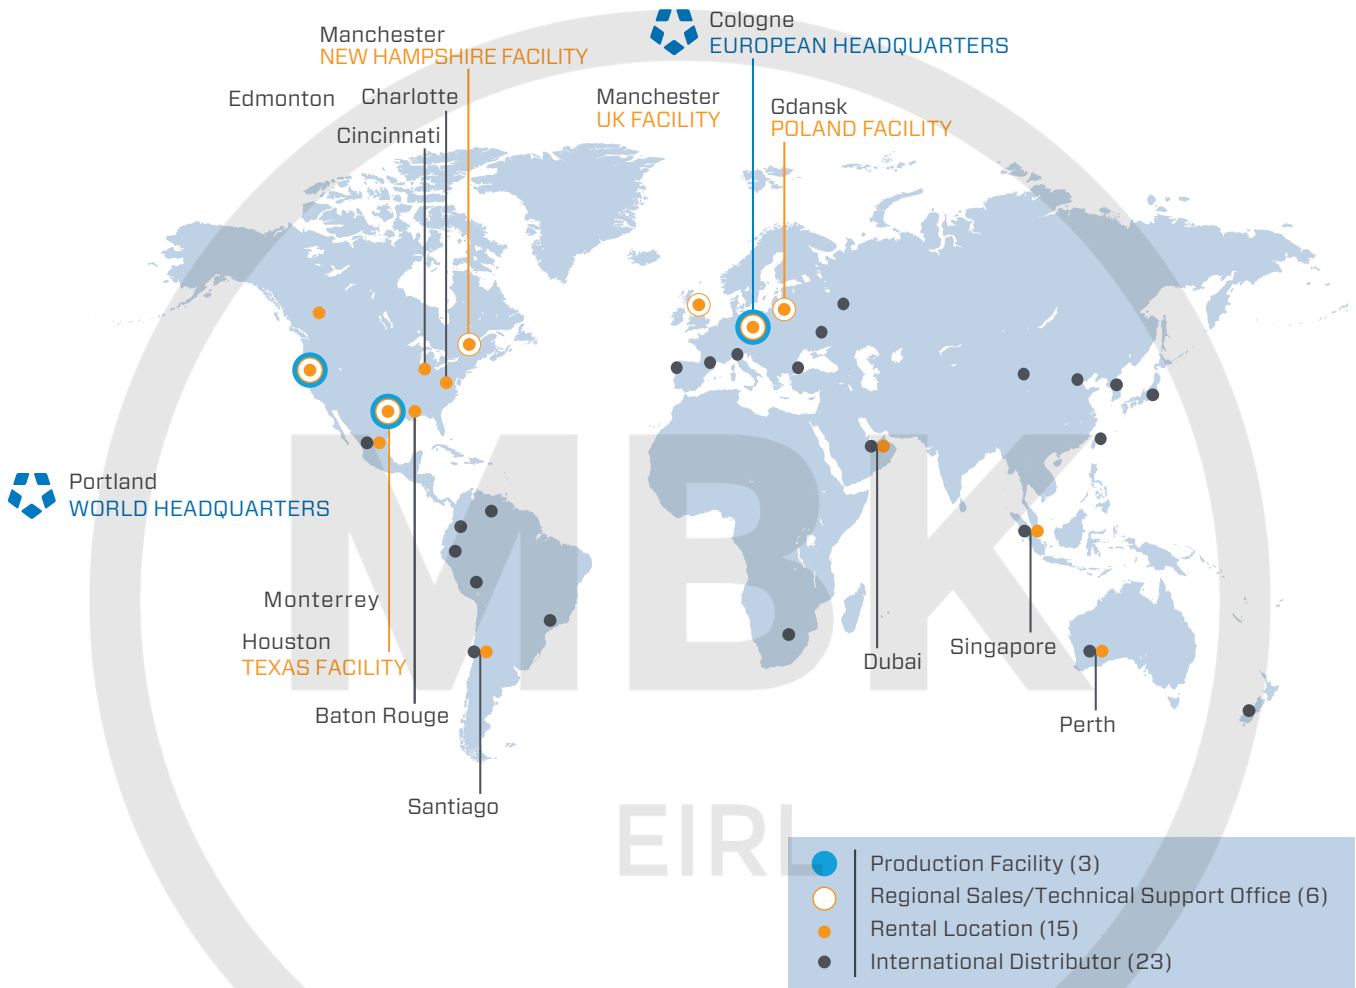 Cologne
EUROPEAN HEADQUARTERS
Manchester
NEW HAMPSHIRE FACILITY
Edmonton
Charlotte
Manchester
UK FACILITY
Gdansk
POLAND FACILITY
Cincinnati
Portland
WORLD HEADQUARTERS
MBK
Monterrey
Houston
TEXAS FACILITY
Baton Rouge
Santiago
Dubai
Singapore
Perth
EIRL
Production Facility (3)
Regional Sales/Technical Support Office (6)
Rental Location (15)
International Distributor (23)